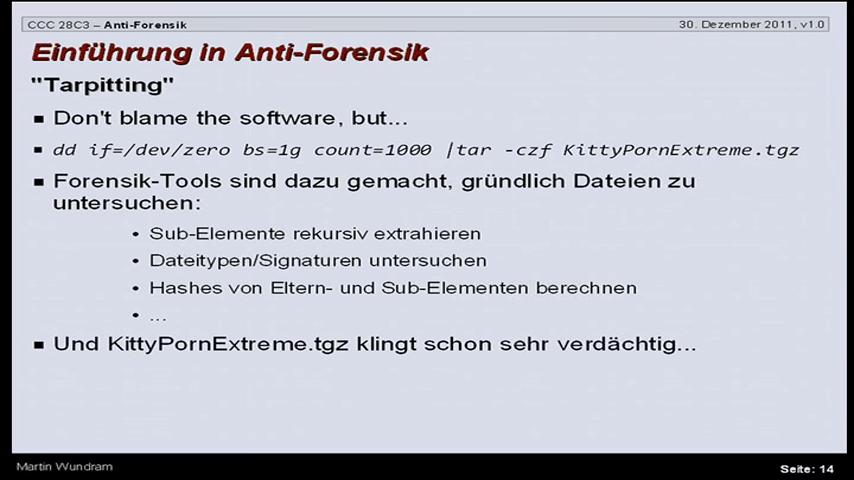 CCC 28C3 – Anti-Forensik
30. Dezember 2011, v1.0
Einführung in Anti-Forensik
"Tarpitting"
Don't blame the software, but...
dd if=/dev/zero bs=1g count=1000 |tar -czf KittyPornExtreme.tgz
Forensik-Tools sind dazu gemacht, gründlich Dateien zu
untersuchen:
Sub-Elemente rekursiv extrahieren
Dateitypen/Signaturen untersuchen
Hashes von Eltern- und Sub-Elementen berechnen
...
Und KittyPornExtreme.tgz klingt schon sehr verdächtig...
Martin Wundram
Seite: 14